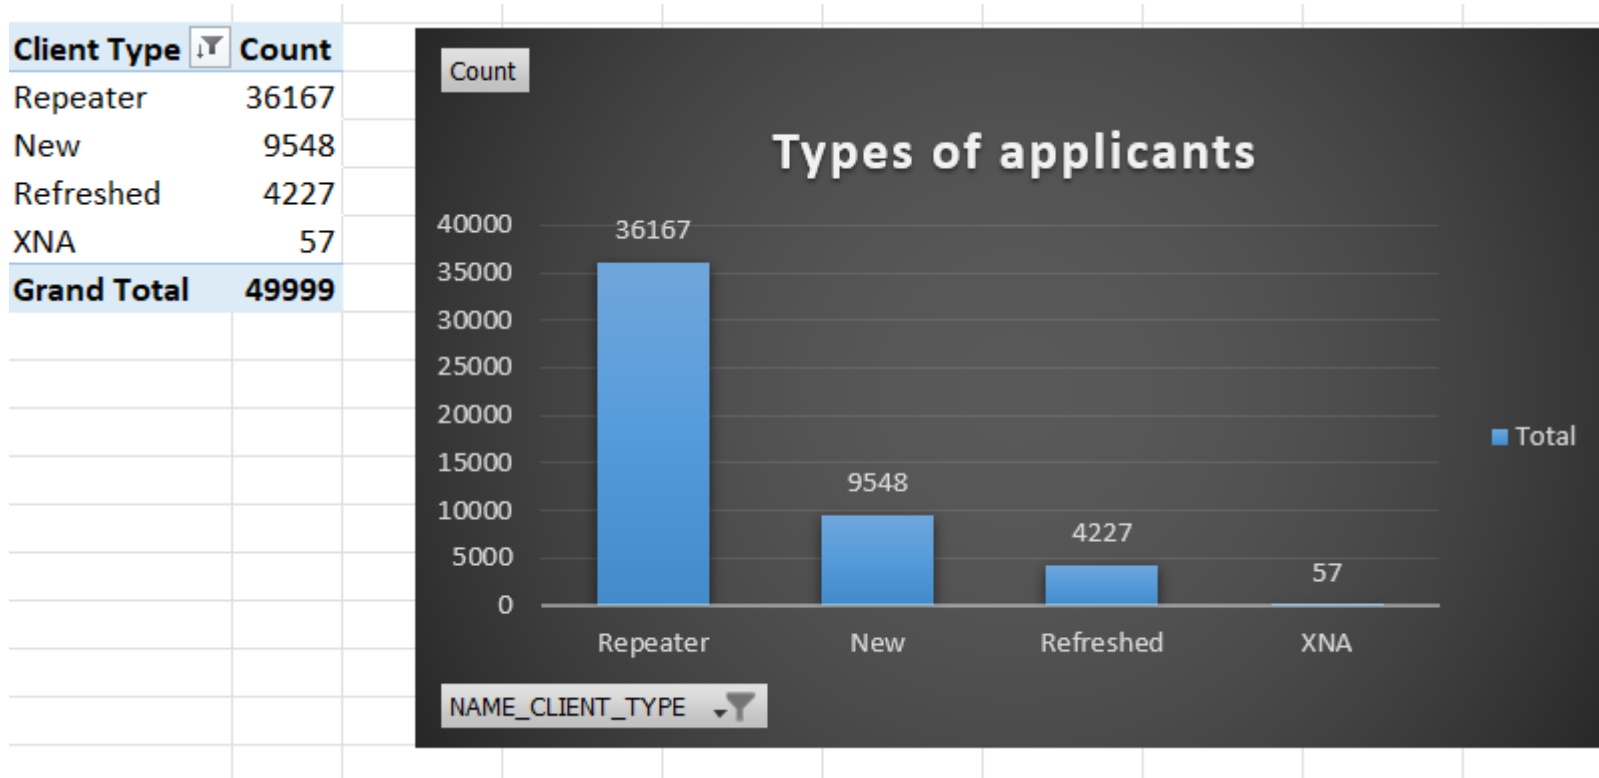 Client Type Count
Repeater 36167
New 9548
Refreshed 4227
XNA 57
Grand Total 49999
Count
Types of applicants
40000
35000
30000
25000
20000
15000
10000
5000
0
36167
9548
4227
57
Repeater New Refreshed XNA
Total
NAME_CLIENT_TYPE